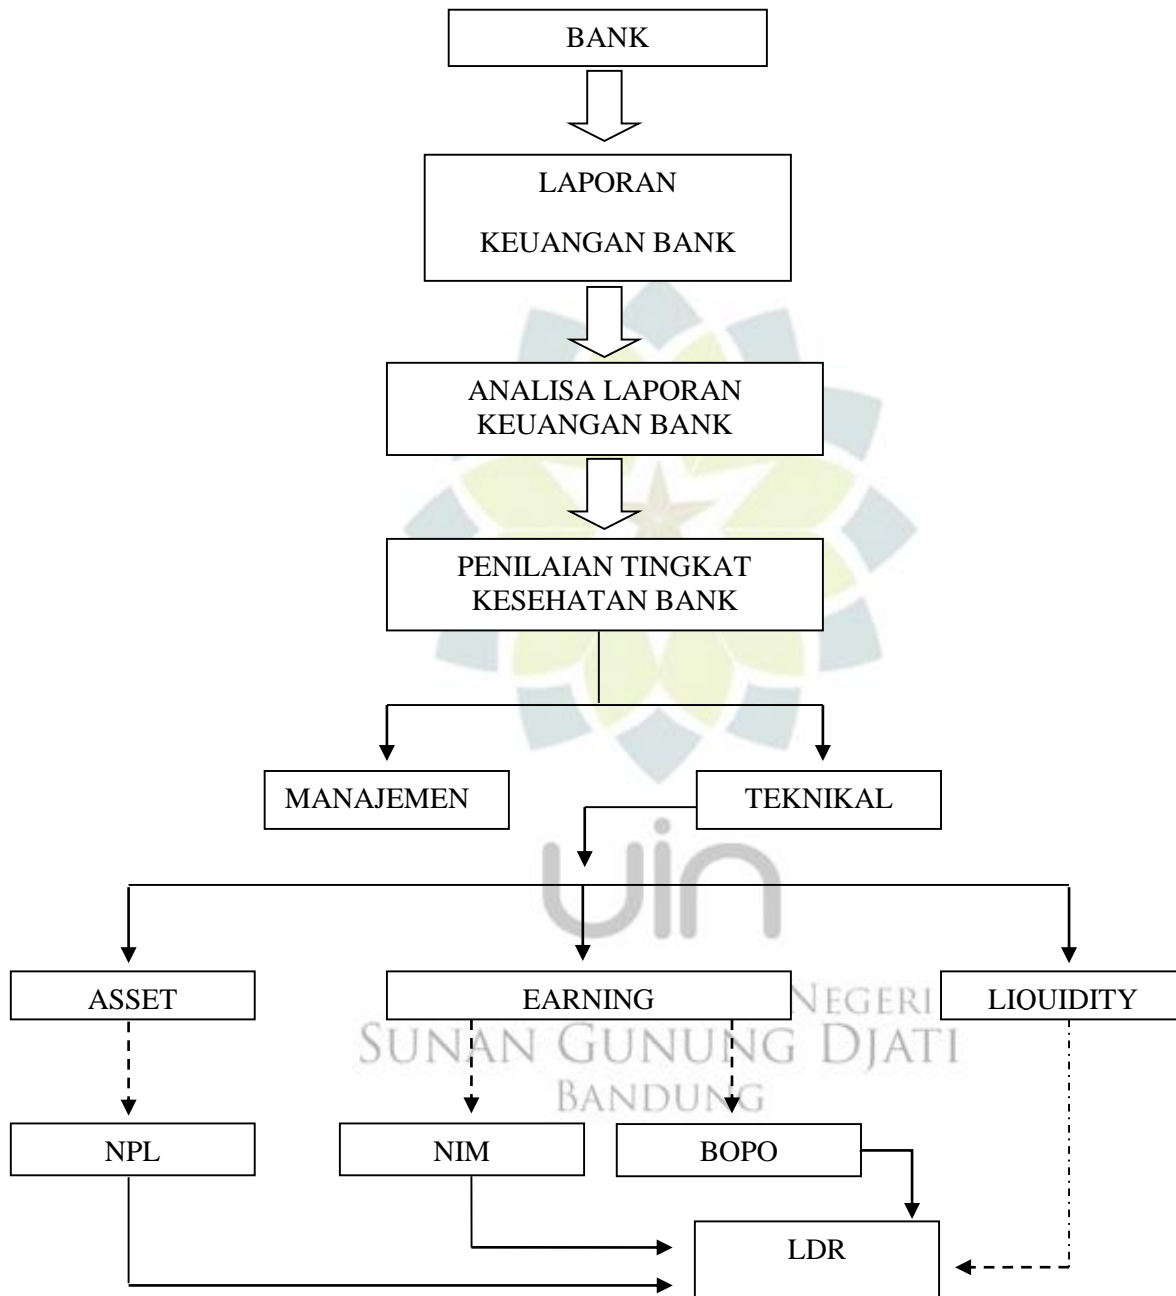 BANK
LAPORAN
KEUANGAN BANK
ANALISA LAPORAN
KEUANGAN BANK
PENILAIAN TINGKAT
KESEHATAN BANK
MANAJEMEN
TEKNIKAL
uin
ASSET
EARNING
NEGERI
LIOUIDITY
SUNAN GUNUNG DJATI
BANDUNG
NPL
NIM
BOPO
LDR